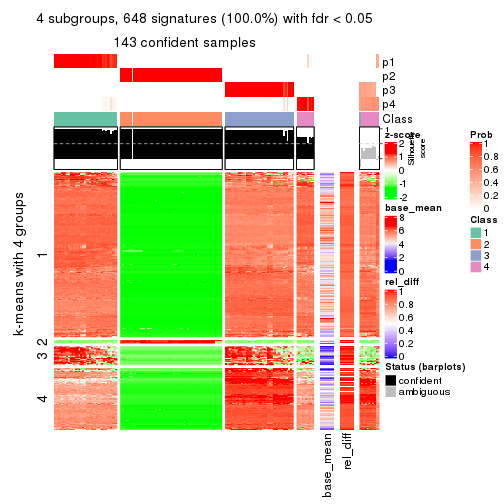 4 subgroups, 648 signatures (100.0%) with fdr < 0.05
143 confident samples
p1
p2
p3
p4
Class
1
Silhouette
score
k-means with 4 groups
1
2
3
4
base_mean
rel_diff
z-score
2
1
0
-1
-2
base_mean
8
6
4
2
0
rel_diff
1
0.8
0.6
0.4
0.2
0
Status (barplots)
confident
ambiguous
Prob
1
0.8
0.6
0.4
0.2
0
Class
1
2
3
4